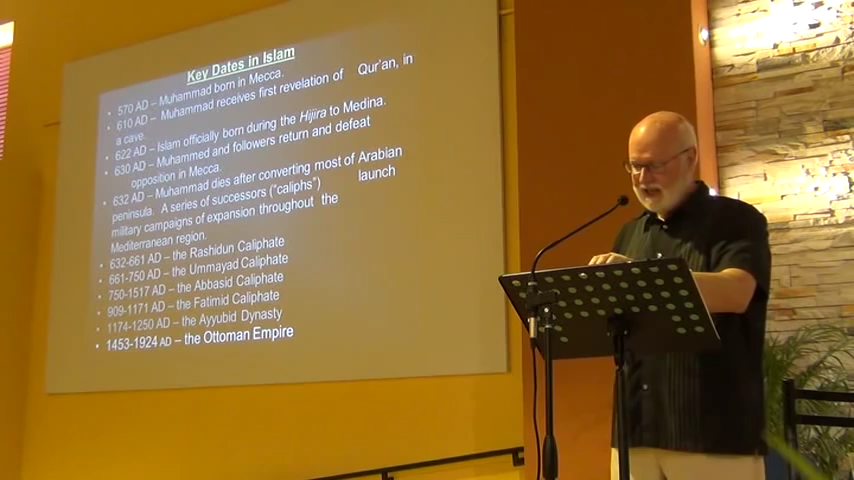 Key Dates in Islam
• 570 AD – Muhammad born in Mecca.
• 610 AD – Muhammad receives first revelation of Qur'an, in
a cave.
• 622 AD – Islam officially born during the Hijira to Medina.
• 630 AD – Muhammed and followers return and defeat
opposition in Mecca.
• 632 AD – Muhammad dies after converting most of Arabian
peninsula. A series of successors ("caliphs") launch
military campaigns of expansion throughout the
Mediterranean region.
• 632-661 AD – the Rashidun Caliphate
• 661-750 AD – the Ummayad Caliphate
• 750-1517 AD – the Abbasid Caliphate
• 909-1171 AD – the Fatimid Caliphate
• 1174-1250 AD – the Ayyubid Dynasty
• 1453-1924 AD – the Ottoman Empire